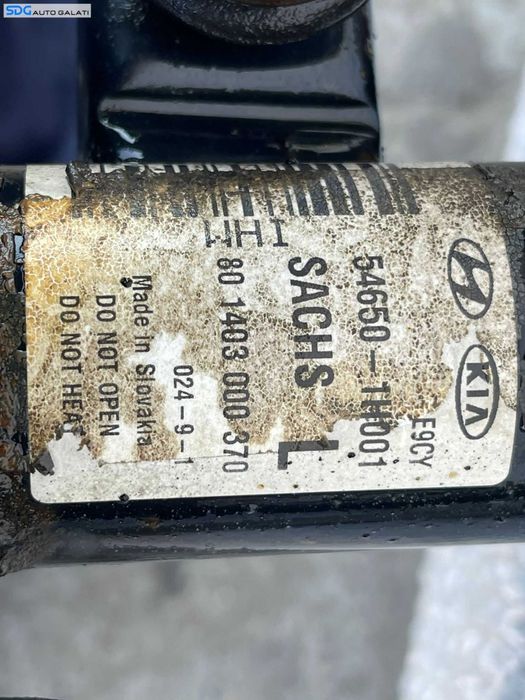 SDG AUTO GALATI
KIA
E9CY
54650-1H001
SACHS L
80 1403 000 370
024-9-1
Made in Slovakia
DO NOT OPEN
DO NOT HEAT